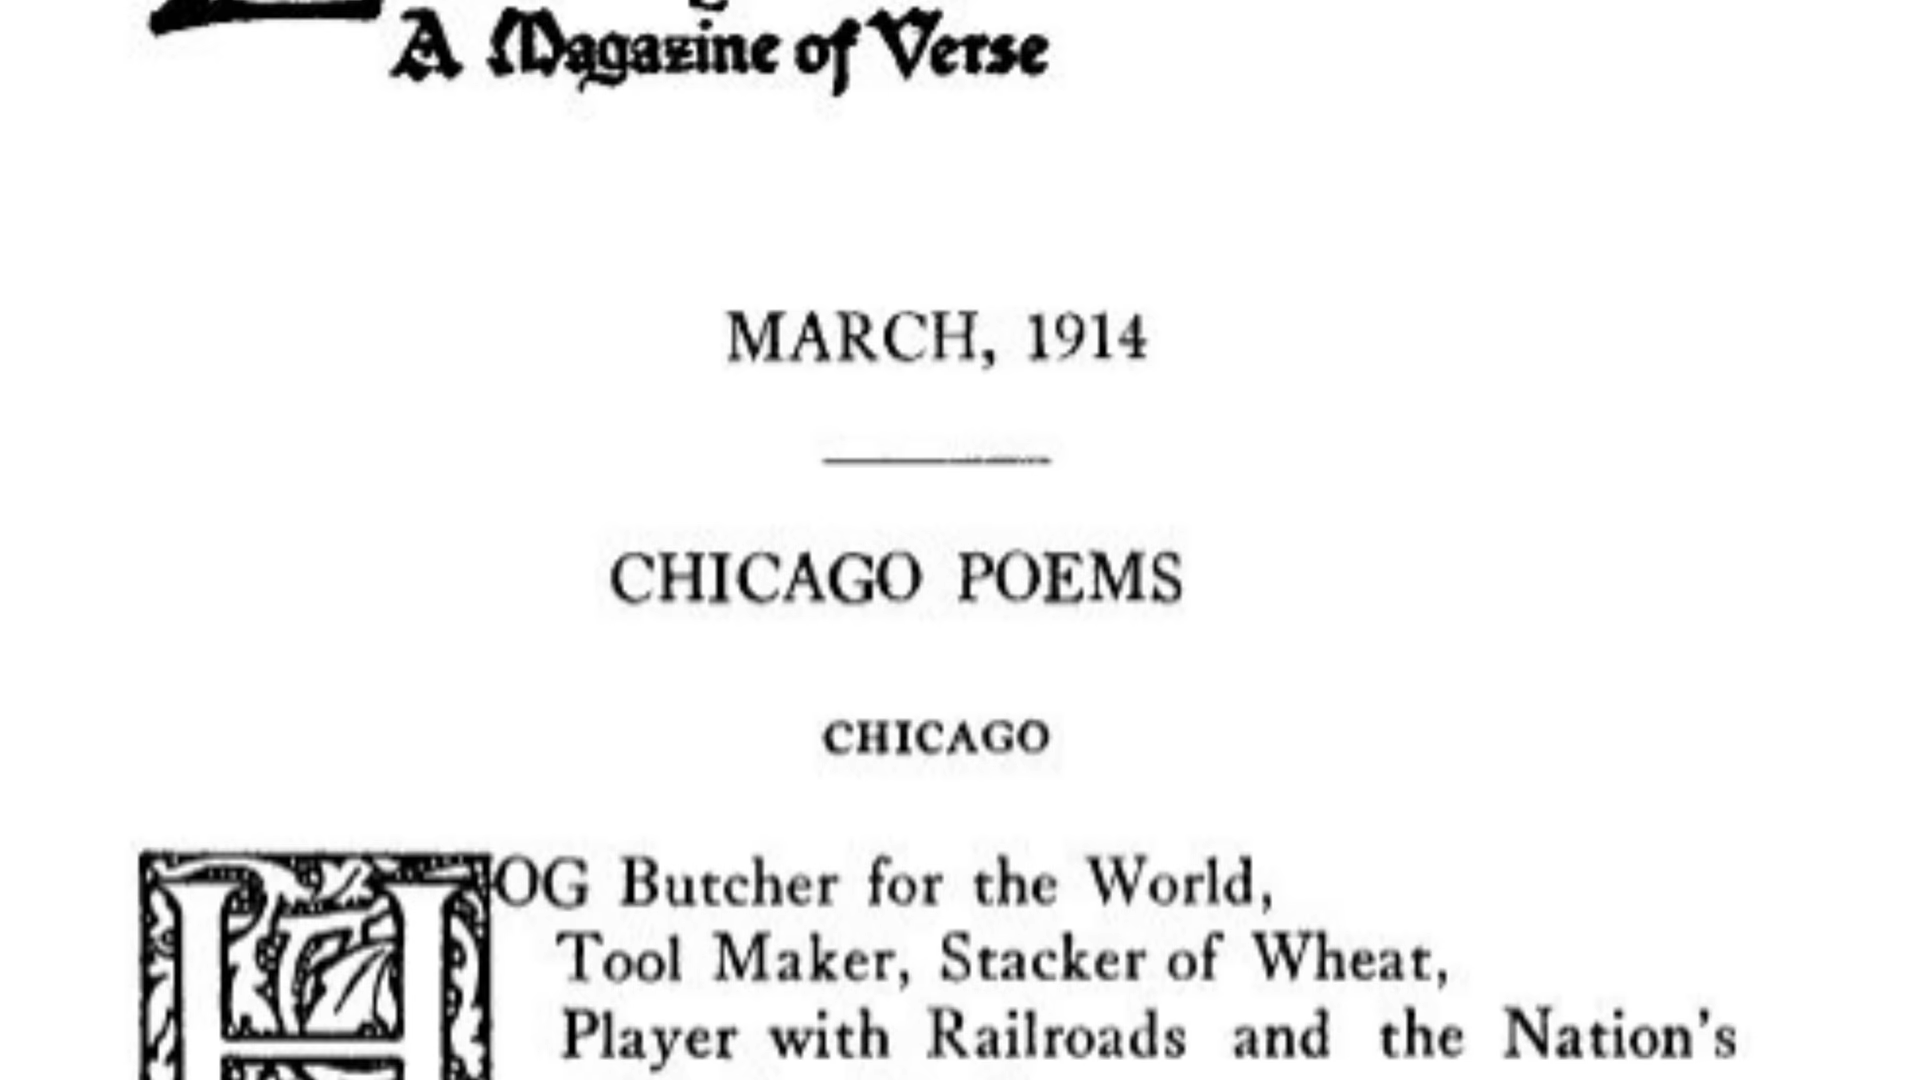 A Magazine of Verse
MARCH, 1914
CHICAGO POEMS
CHICAGO
HOG Butcher for the World,
Tool Maker, Stacker of Wheat,
Player with Railroads and the Nation's